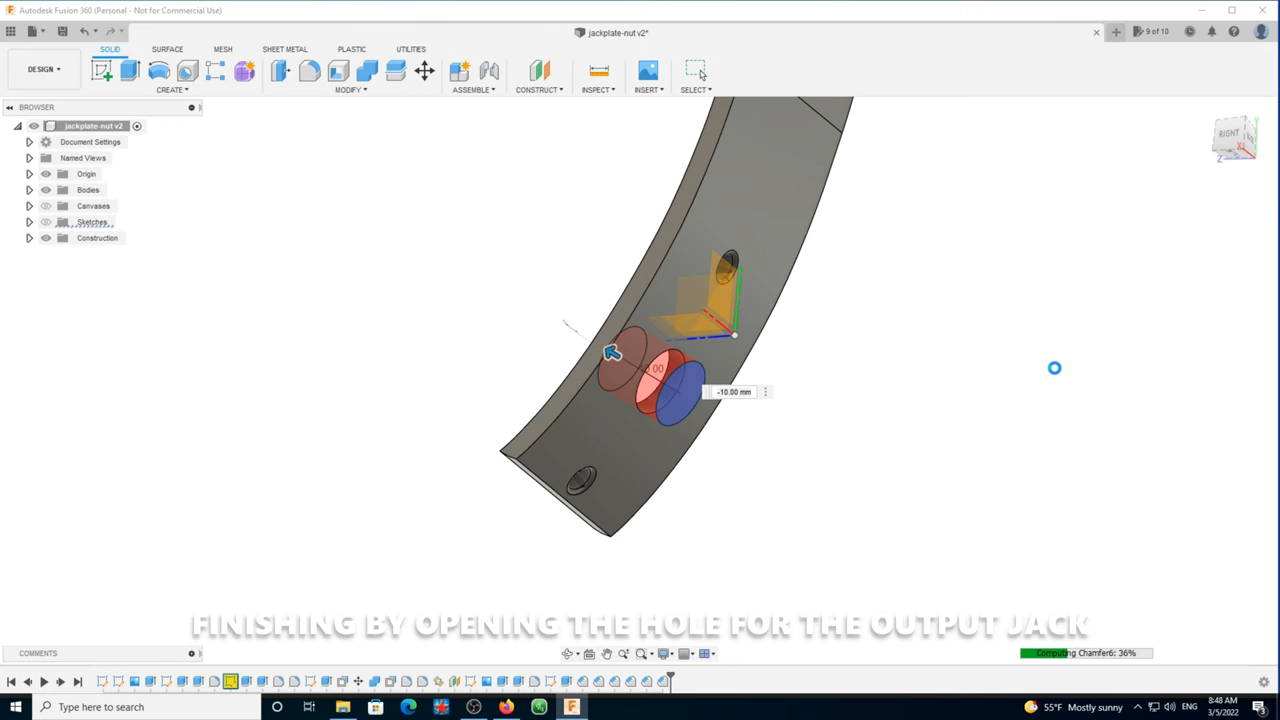 Autodesk Fusion 360 (Personal - Not for Commercial Use)
jackplate-nut v2*
9 of 10
DESIGN
SOLID SURFACE MESH SHEET METAL PLASTIC UTILITIES
CREATE MODIFY ASSEMBLE CONSTRUCT INSPECT INSERT SELECT
BROWSER
jackplate-nut v2
Document Settings
Named Views
Origin
Bodies
Canvases
Sketches
Construction
RIGHT
Y
X
Z
-10.00 mm
FINISHING BY OPENING THE HOLE FOR THE OUTPUT JACK
COMMENTS
Computing Chamfer6: 36%
Type here to search
55°F Mostly sunny
ENG
8:48 AM
3/5/2022